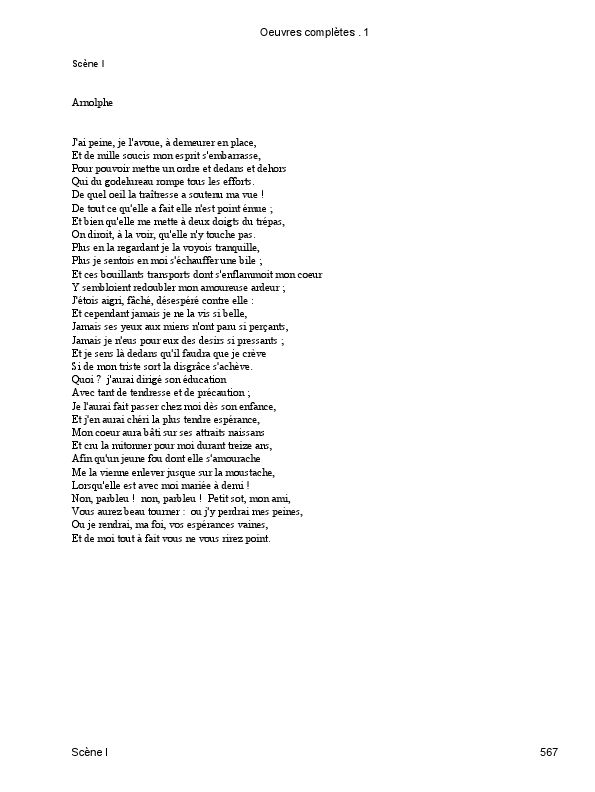 Oeuvres complètes . 1
Scène I
Arnolphe
J'ai peine, je l'avoue, à demeurer en place,
Et de mille soucis mon esprit s'embarrasse,
Pour pouvoir mettre un ordre et dedans et dehors
Qui du godelureau rompe tous les efforts.
De quel oeil la traîtresse a soutenu ma vue !
De tout ce qu'elle a fait elle n'est point émue ;
Et bien qu'elle me mette à deux doigts du trépas,
On diroit, à la voir, qu'elle n'y touche pas.
Plus en la regardant je la voyois tranquille,
Plus je sentois en moi s'échauffer une bile ;
Et ces bouillants transports dont s'enflammoit mon coeur
Y sembloient redoubler mon amoureuse ardeur ;
J'étois aigri, fâché, désespéré contre elle :
Et cependant jamais je ne la vis si belle,
Jamais ses yeux aux miens n'ont paru si perçants,
Jamais je n'eus pour eux des desirs si pressants ;
Et je sens là dedans qu'il faudra que je crève
Si de mon triste sort la disgrâce s'achève.
Quoi ?  j'aurai dirigé son éducation
Avec tant de tendresse et de précaution ;
Je l'aurai fait passer chez moi dès son enfance,
Et j'en aurai chéri la plus tendre espérance,
Mon coeur aura bâti sur ses attraits naissans
Et cru la mitonner pour moi durant treize ans,
Afin qu'un jeune fou dont elle s'amourache
Me la vienne enlever jusque sur la moustache,
Lorsqu'elle est avec moi mariée à demi !
Non, parbleu !  non, parbleu !  Petit sot, mon ami,
Vous aurez beau tourner :  ou j'y perdrai mes peines,
Ou je rendrai, ma foi, vos espérances vaines,
Et de moi tout à fait vous ne vous rirez point.
Scène I
567